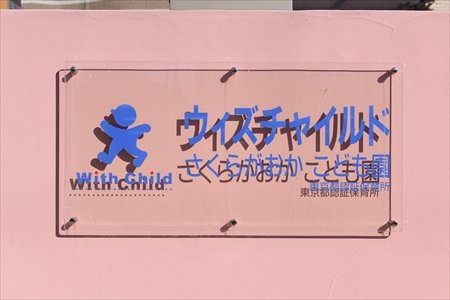 With Child
ウィズチャイルド
さくらがおか こども園
東京都認証保育所